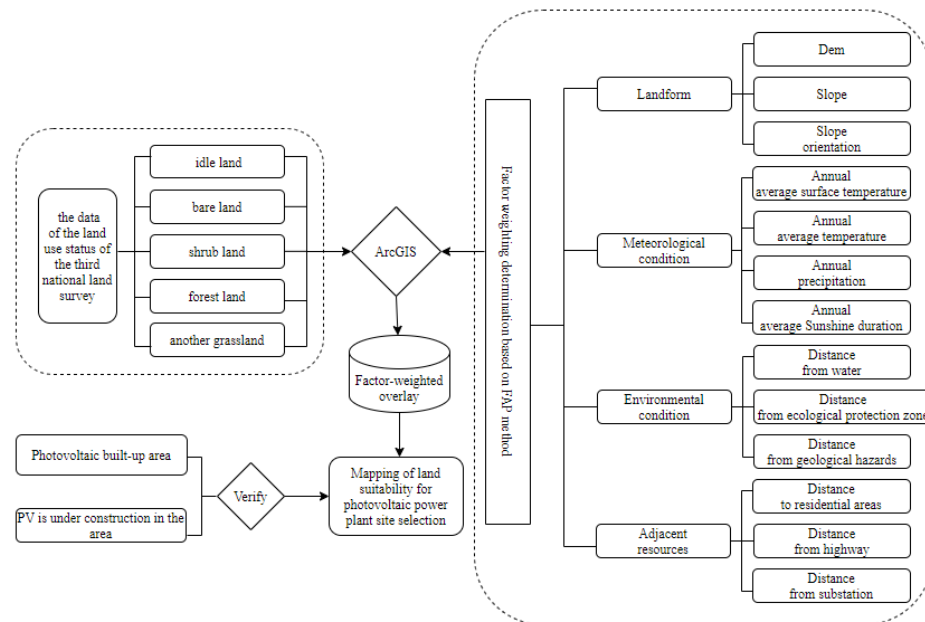 the data
of the land
use status of
the third
national land
survey
idle land
bare land
shrub land
forest land
another grassland
ArcGIS
Factor-weighted
overlay
Photovoltaic built-up area
PV is under construction in the
area
Verify
Mapping of land
suitability for
photovoltaic power
plant site selection
Factor weighting determination based on FAP method
Landform
Dem
Slope
Slope
orientation
Meteorological
condition
Annual
average surface temperature
Annual
average temperature
Annual
precipitation
Annual
average Sunshine duration
Environmental
condition
Distance
from water
Distance
from ecological protection zone
Distance
from geological hazards
Adjacent
resources
Distance
to residential areas
Distance
from highway
Distance
from substation